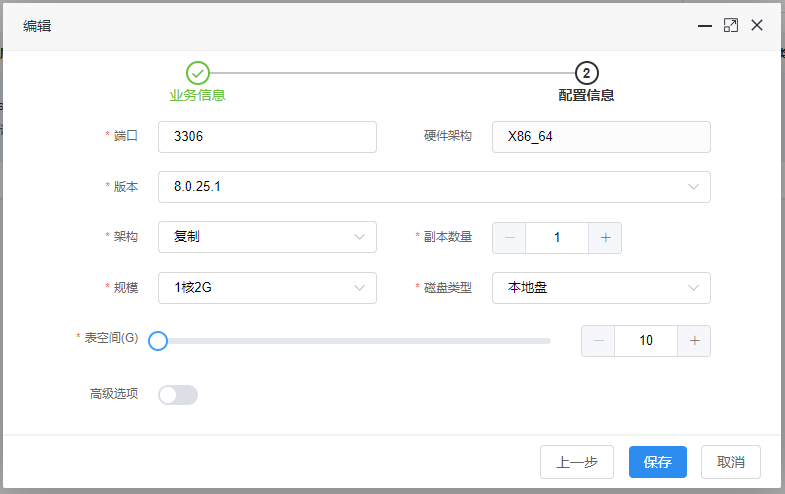 编辑
2
业务信息 配置信息
* 端口 3306 硬件架构 X86_64
* 版本 8.0.25.1
* 架构 复制 * 副本数量 1
* 规模 1核2G * 磁盘类型 本地盘
* 表空间(G) 10
高级选项
上一步 保存 取消